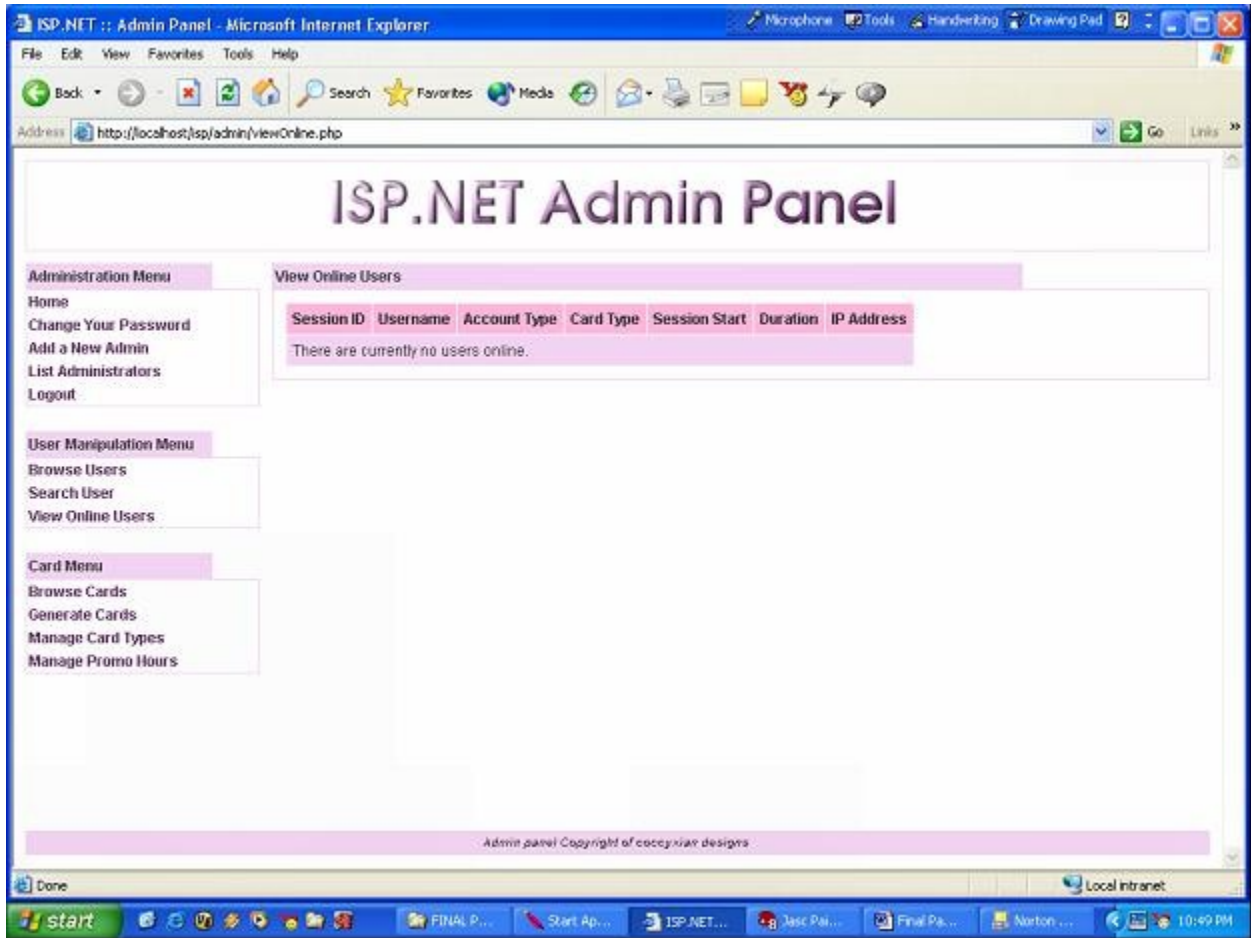 ISP.NET :: Admin Panel - Microsoft Internet Explorer
Microphone Tools Handwriting Drawing Pad
File Edit View Favorites Tools Help
Back Search Favorites Media
Address http://localhost/isp/admin/viewOnline.php Go Links »
ISP.NET Admin Panel
Administration Menu
Home
Change Your Password
Add a New Admin
List Administrators
Logout
User Manipulation Menu
Browse Users
Search User
View Online Users
Card Menu
Browse Cards
Generate Cards
Manage Card Types
Manage Promo Hours
View Online Users
Session ID Username Account Type Card Type Session Start Duration IP Address
There are currently no users online.
Admin panel Copyright of coccyxian designs
Done Local intranet
start FINAL P... Start Ap... ISP.NET... Jasc Pai... Final Pa... Norton ... 10:49 PM